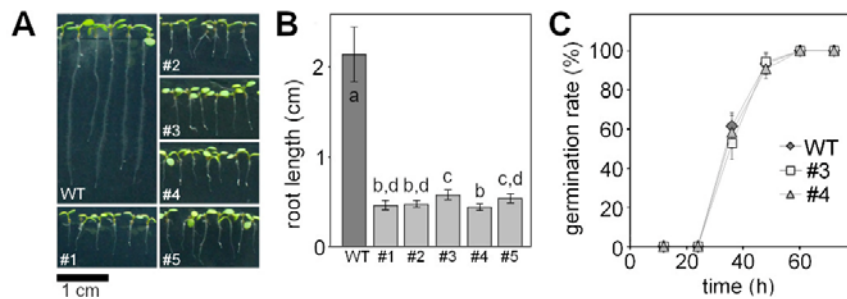 A
WT
#1
#2
#3
#4
#5
1 cm
B
root length (cm)
2
1
0
a
b,d
b,d
c
b
c,d
WT #1 #2 #3 #4 #5
C
germination rate (%)
100
80
60
40
20
0
WT
#3
#4
0 20 40 60
time (h)